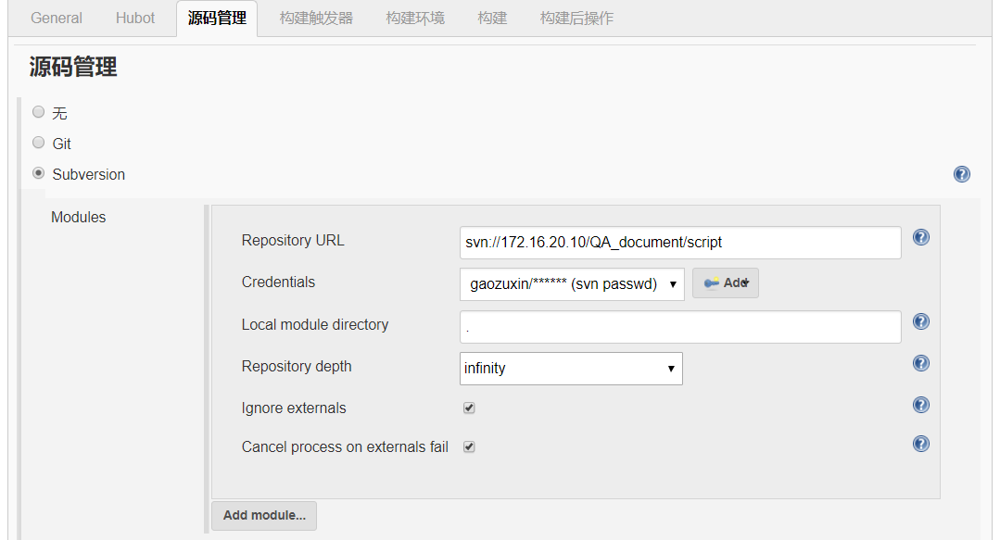 General Hubot 源码管理 构建触发器 构建环境 构建 构建后操作
源码管理
无
Git
Subversion
Modules
Repository URL svn://172.16.20.10/QA_document/script
Credentials gaozuxin/****** (svn passwd) Add
Local module directory .
Repository depth infinity
Ignore externals
Cancel process on externals fail
Add module...